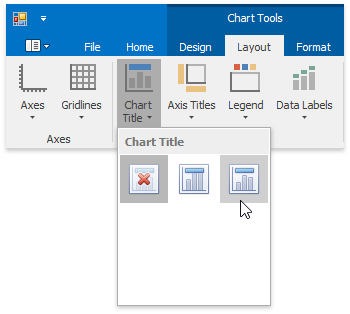 Chart Tools
File Home Design Layout Format
Axes Gridlines Chart Title Axis Titles Legend Data Labels
Axes
Chart Title